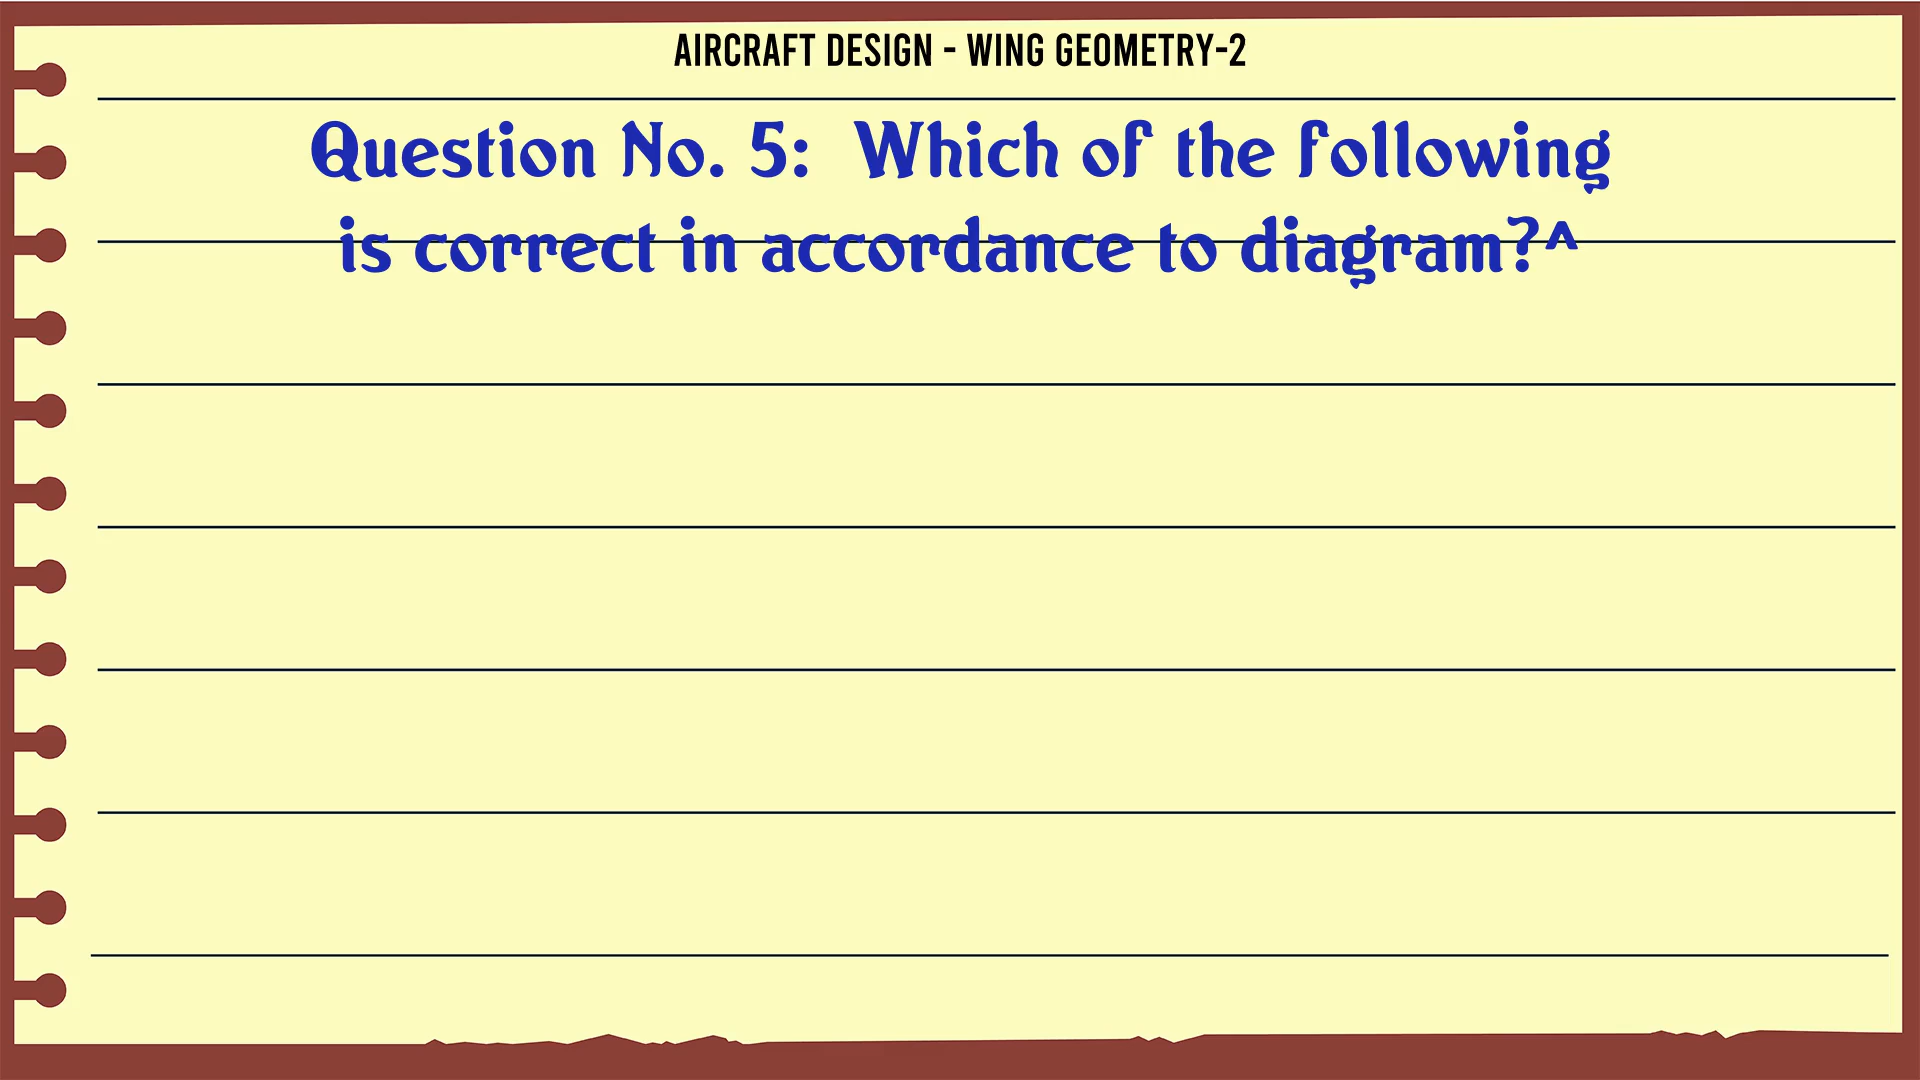 AIRCRAFT DESIGN - WING GEOMETRY-2
Question No. 5: Which of the following
is correct in accordance to diagram?^